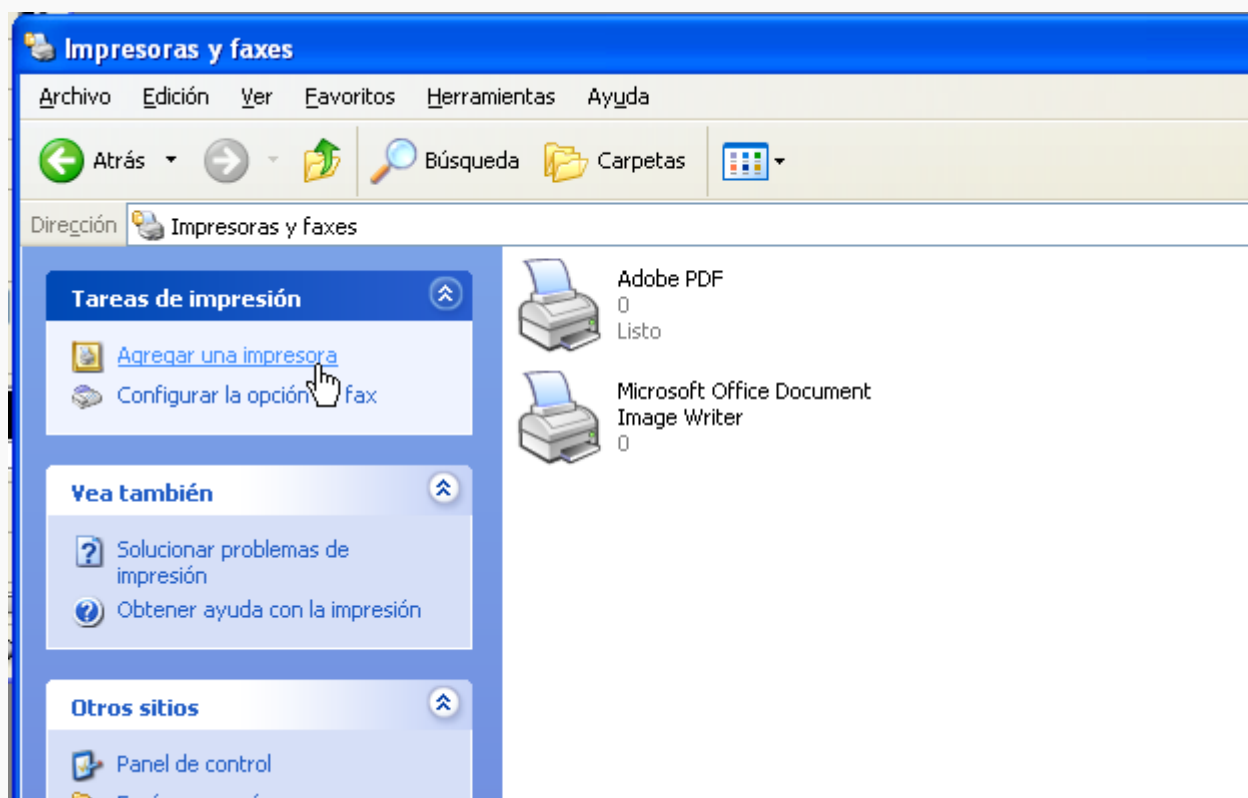 Impresoras y faxes
Archivo Edición Ver Favoritos Herramientas Ayuda
Atrás Búsqueda Carpetas
Dirección Impresoras y faxes
Tareas de impresión
Agregar una impresora
Configurar la opción fax
Vea también
Solucionar problemas de
impresión
Obtener ayuda con la impresión
Otros sitios
Panel de control
Adobe PDF
0
Listo
Microsoft Office Document
Image Writer
0